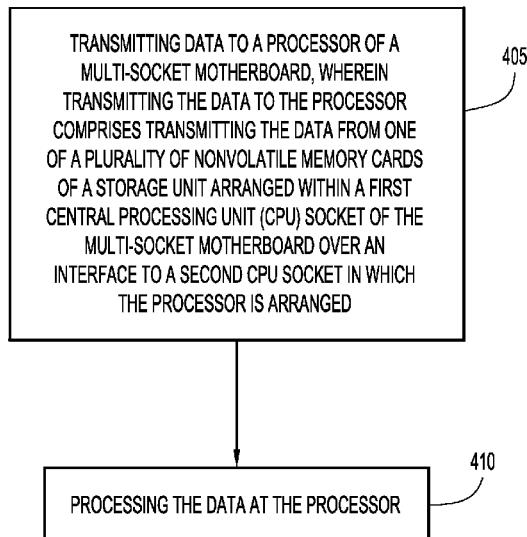 TRANSMITTING DATA TO A PROCESSOR OF A
MULTI-SOCKET MOTHERBOARD, WHEREIN
TRANSMITTING THE DATA TO THE PROCESSOR
COMPRISES TRANSMITTING THE DATA FROM ONE
OF A PLURALITY OF NONVOLATILE MEMORY CARDS
OF A STORAGE UNIT ARRANGED WITHIN A FIRST
CENTRAL PROCESSING UNIT (CPU) SOCKET OF THE
MULTI-SOCKET MOTHERBOARD OVER AN
INTERFACE TO A SECOND CPU SOCKET IN WHICH
THE PROCESSOR IS ARRANGED
405
PROCESSING THE DATA AT THE PROCESSOR
410